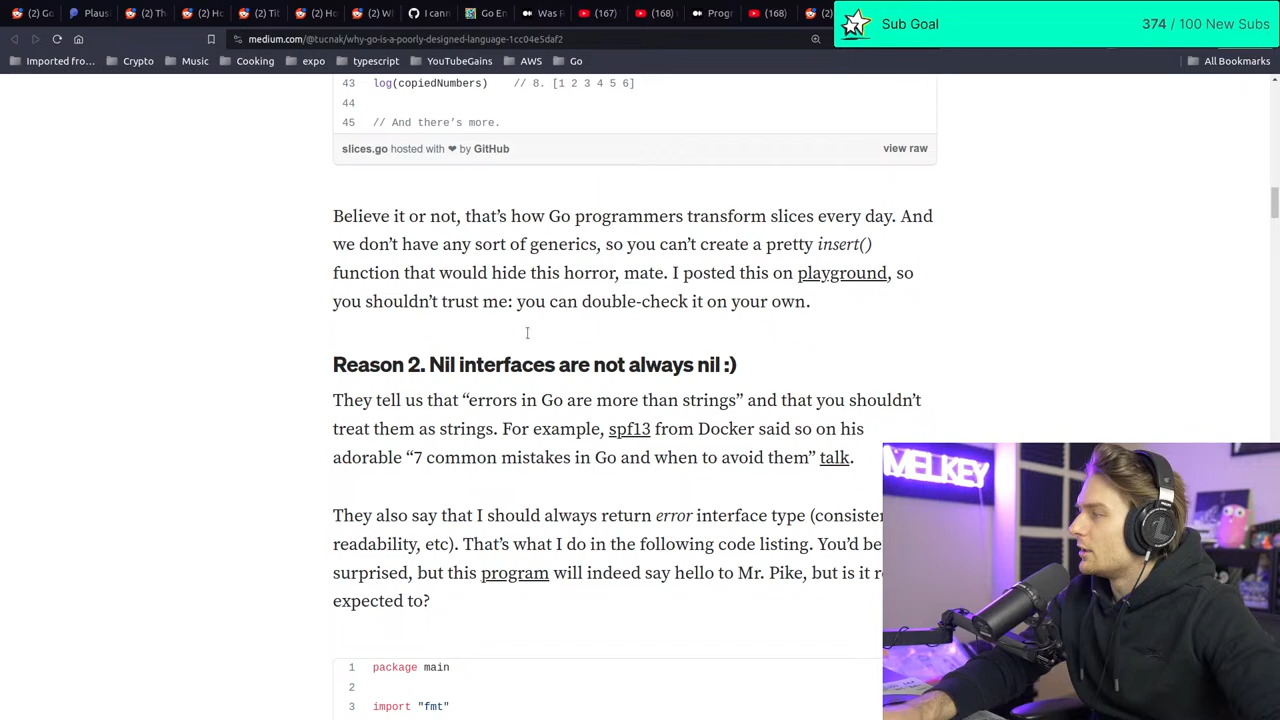 (2) Go
Plaus
(2) Th
(2) Ho
(2) Tit
(2) Ho
(2) W
I cann
Go En
Was R
(167)
(168)
Progr
(168)
(2)
Sub Goal
374 / 100 New Subs
medium.com/@tucnak/why-go-is-a-poorly-designed-language-1cc04e5daf2
Imported fro...
Crypto
Music
Cooking
expo
typescript
YouTubeGains
AWS
Go
All Bookmarks
43 log(copiedNumbers) // 8. [1 2 3 4 5 6]
44
45 // And there's more.
slices.go hosted with ❤ by GitHub
view raw
Believe it or not, that's how Go programmers transform slices every day. And
we don't have any sort of generics, so you can't create a pretty insert()
function that would hide this horror, mate. I posted this on playground, so
you shouldn't trust me: you can double-check it on your own.
Reason 2. Nil interfaces are not always nil :)
They tell us that “errors in Go are more than strings” and that you shouldn't
treat them as strings. For example, spf13 from Docker said so on his
adorable “7 common mistakes in Go and when to avoid them” talk.
They also say that I should always return error interface type (consisten
readability, etc). That's what I do in the following code listing. You'd be
surprised, but this program will indeed say hello to Mr. Pike, but is it r
expected to?
1 package main
2
3 import "fmt"
MELKEY